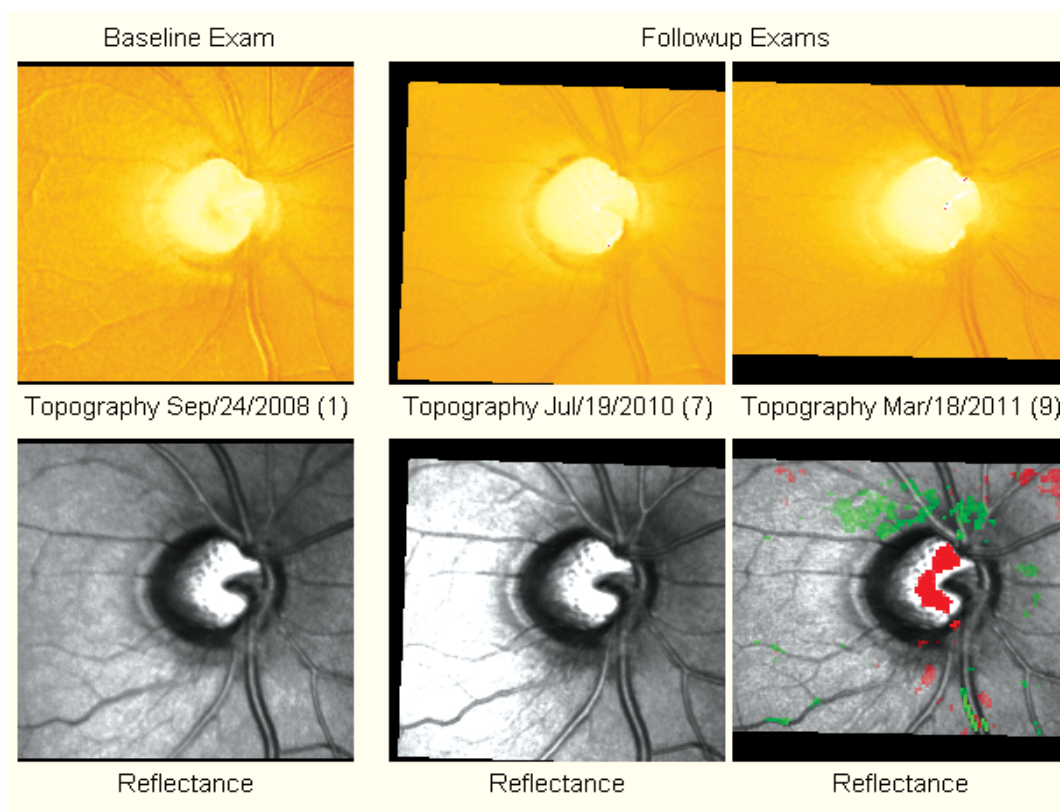 Baseline Exam
Followup Exams
Topography Sep/24/2008 (1)
Topography Jul/19/2010 (7)
Topography Mar/18/2011 (9)
Reflectance
Reflectance
Reflectance